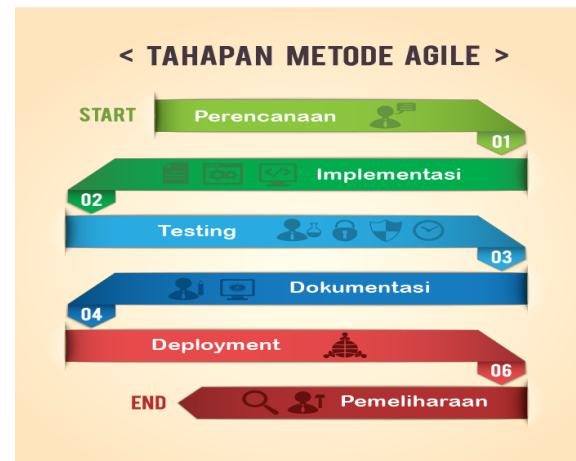 < TAHAPAN METODE AGILE >
START
Perencanaan
01
Implementasi
02
Testing
03
Dokumentasi
04
Deployment
06
END
Pemeliharaan